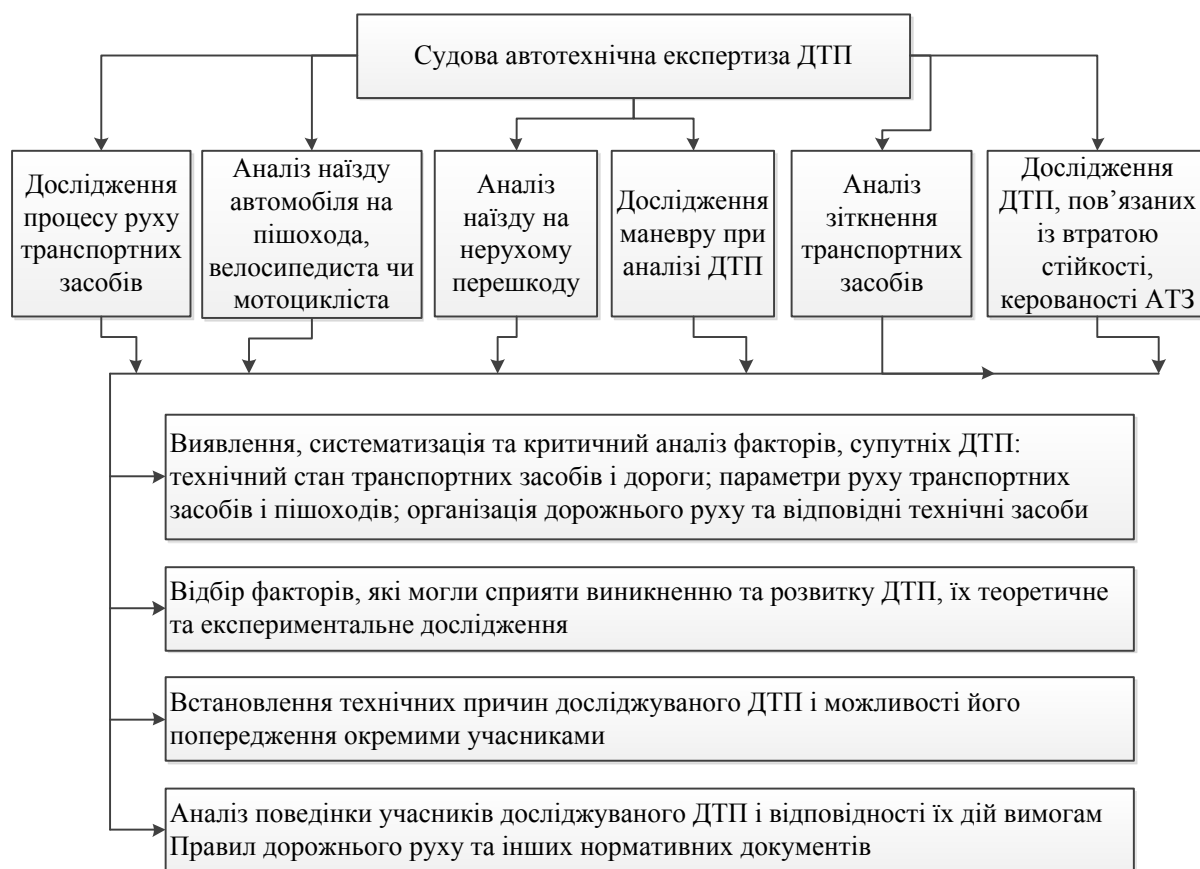 Судова автотехнічна експертиза ДТП
Дослідження
процесу руху
транспортних
засобів
Аналіз наїзду
автомобіля на
пішохода,
велосипедиста чи
мотоцикліста
Аналіз
наїзду на
нерухому
перешкоду
Дослідження
маневру при
аналізі ДТП
Аналіз
зіткнення
транспортних
засобів
Дослідження
ДТП, пов’язаних
із втратою
стійкості,
керованості АТЗ
Виявлення, систематизація та критичний аналіз факторів, супутніх ДТП:
технічний стан транспортних засобів і дороги; параметри руху транспортних
засобів і пішоходів; організація дорожнього руху та відповідні технічні засоби
Відбір факторів, які могли сприяти виникненню та розвитку ДТП, їх теоретичне
та експериментальне дослідження
Встановлення технічних причин досліджуваного ДТП і можливості його
попередження окремими учасниками
Аналіз поведінки учасників досліджуваного ДТП і відповідності їх дій вимогам
Правил дорожнього руху та інших нормативних документів